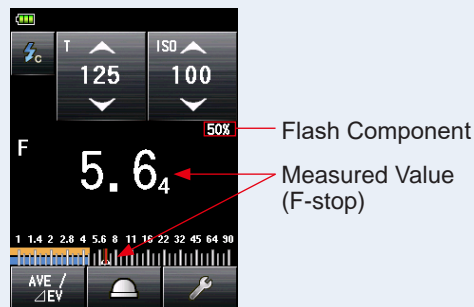 C
T
ISO
125
100
50%
Flash Component
F
5.6 4
Measured Value
(F-stop)
1 1.4 2 2.8 4 5.6 8 11 16 22 32 45 64 90
AVE /
⊿EV